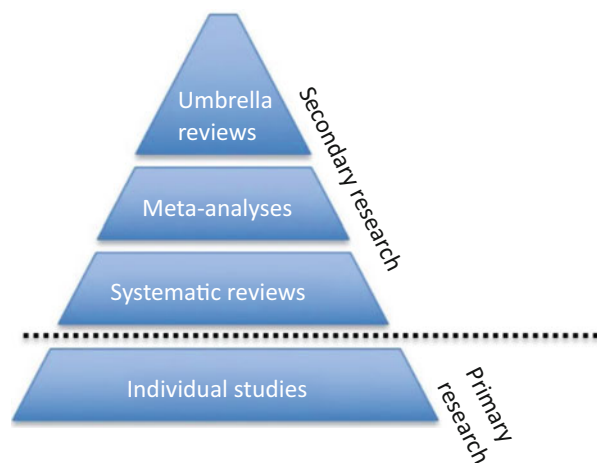 Umbrella
reviews
Secondary research
Meta-analyses
Systematic reviews
Individual studies
Primary
research